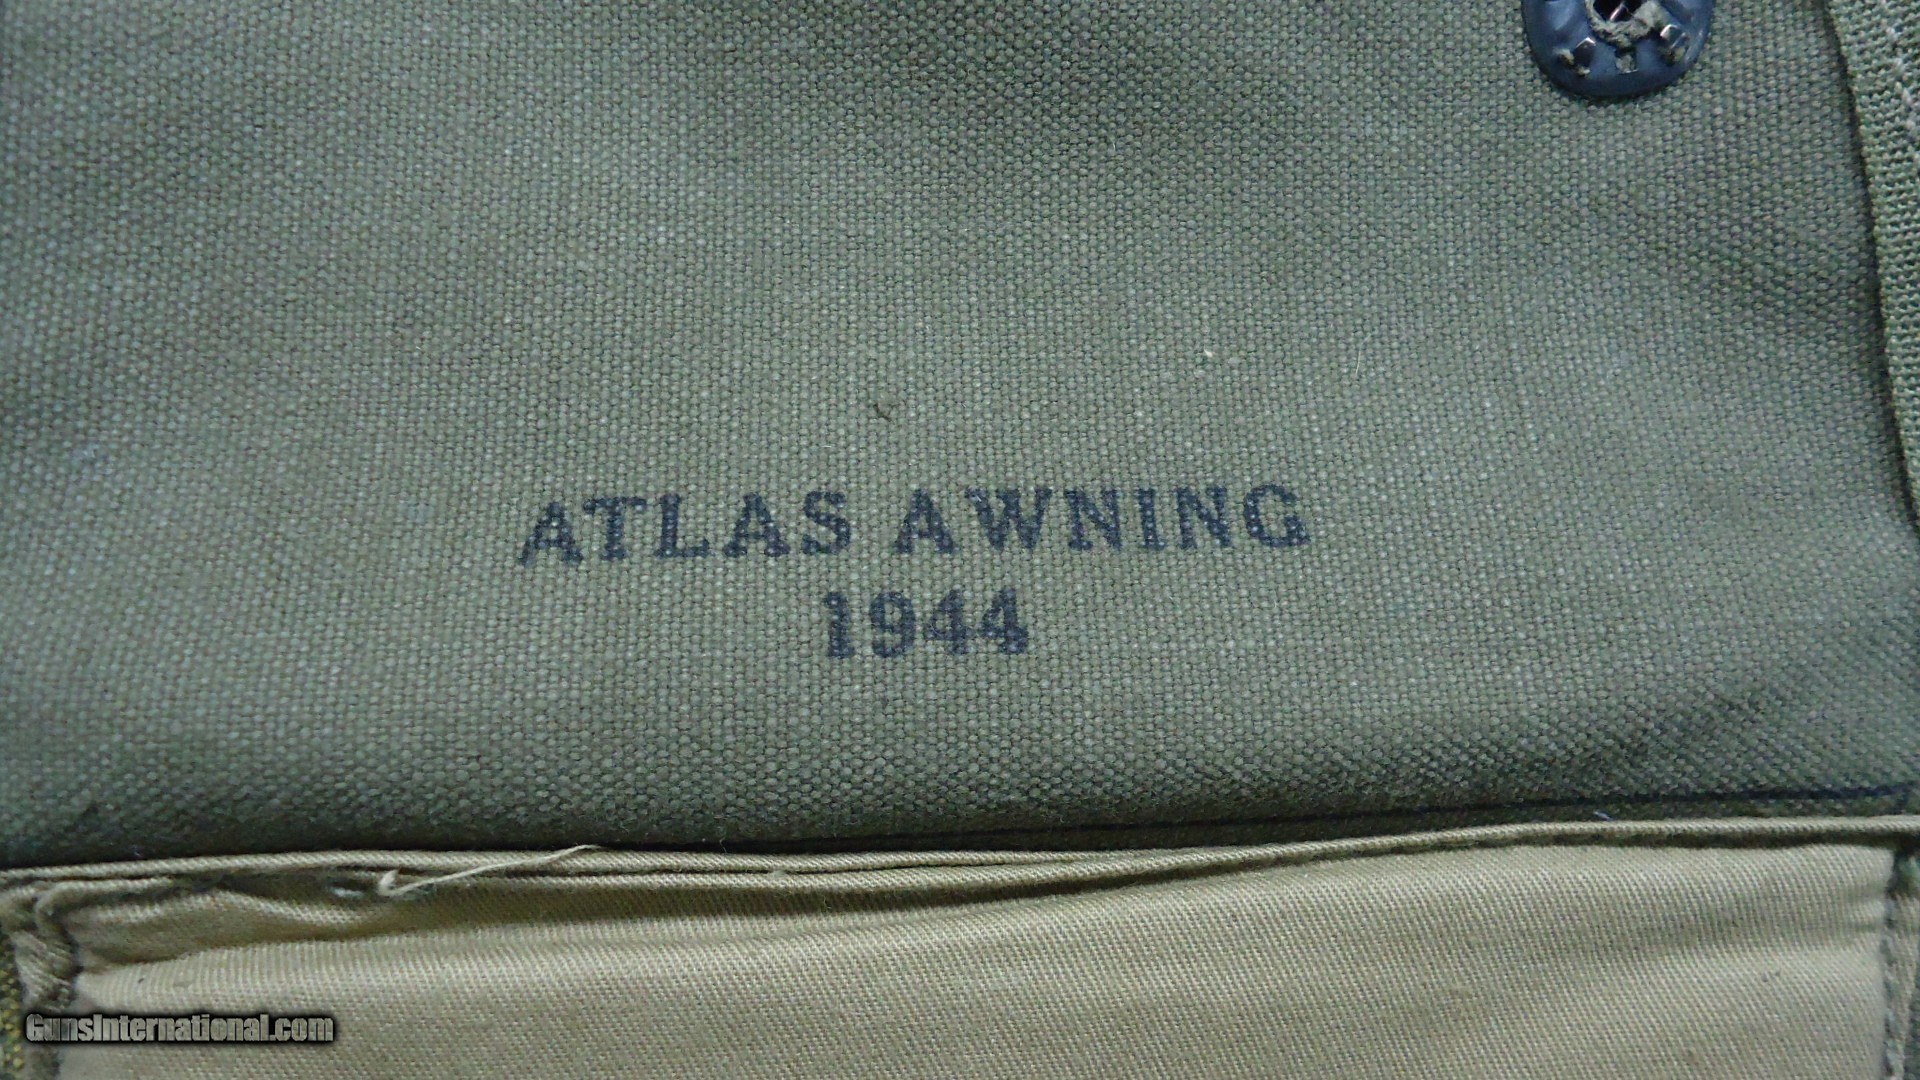 ATLAS AWNING
1944
GunsInternational.com